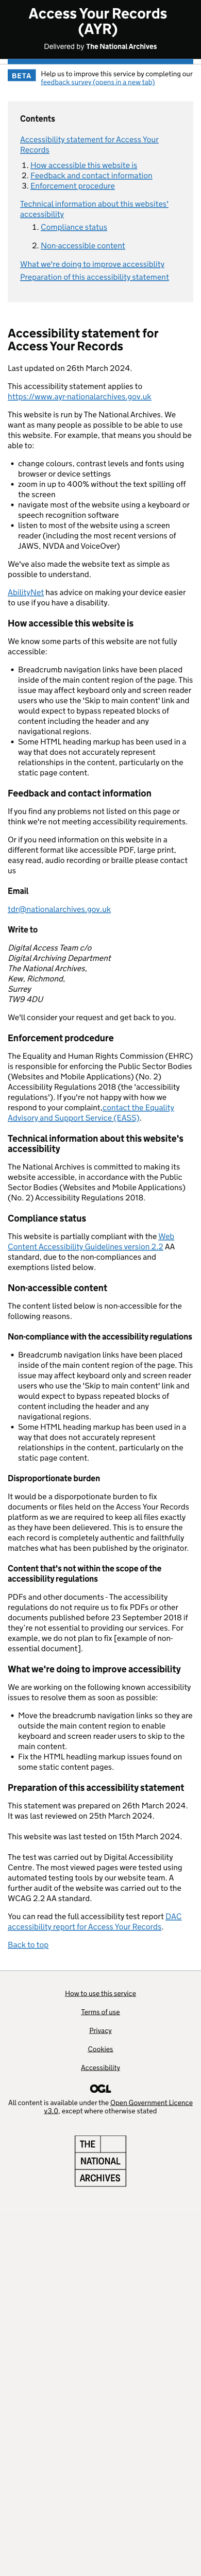 Access Your Records
(AYR)
Delivered by The National Archives
BETA
Help us to improve this service by completing our
feedback survey (opens in a new tab)
Contents
Accessibility statement for Access Your
Records
1. How accessible this website is
2. Feedback and contact information
3. Enforcement procedure
Technical information about this websites'
accessibility
1. Compliance status
2. Non-accessible content
What we're doing to improve accessiblity
Preparation of this accessibility statement
Accessibility statement for
Access Your Records
Last updated on 26th March 2024.
This accessibility statement applies to
https://www.ayr-nationalarchives.gov.uk
This website is run by The National Archives. We
want as many people as possible to be able to use
this website. For example, that means you should be
able to:
• change colours, contrast levels and fonts using
browser or device settings
• zoom in up to 400% without the text spilling off
the screen
• navigate most of the website using a keyboard or
speech recognition software
• listen to most of the website using a screen
reader (including the most recent versions of
JAWS, NVDA and VoiceOver)
We've also made the website text as simple as
possible to understand.
AbilityNet has advice on making your device easier
to use if you have a disability.
How accessible this website is
We know some parts of this website are not fully
accessible:
• Breadcrumb navigation links have been placed
inside of the main content region of the page. This
issue may affect keyboard only and screen reader
users who use the 'Skip to main content' link and
would expect to bypass repeated blocks of
content including the header and any
navigational regions.
• Some HTML heading markup has been used in a
way that does not accurately represent
relationships in the content, particularly on the
static page content.
Feedback and contact information
If you find any problems not listed on this page or
think we're not meeting accessibility requirements.
Or if you need information on this website in a
different format like accessible PDF, large print,
easy read, audio recording or braille please contact
us
Email
tdr@nationalarchives.gov.uk
Write to
Digital Access Team c/o
Digital Archiving Department
The National Archives,
Kew, Richmond,
Surrey
TW9 4DU
We'll consider your request and get back to you.
Enforcement prodcedure
The Equality and Human Rights Commission (EHRC)
is responsible for enforcing the Public Sector Bodies
(Websites and Mobile Applications) (No. 2)
Accessibility Regulations 2018 (the 'accessibility
regulations'). If you're not happy with how we
respond to your complaint,contact the Equality
Advisory and Support Service (EASS).
Technical information about this website's
accessibility
The National Archives is committed to making its
website accessible, in accordance with the Public
Sector Bodies (Websites and Mobile Applications)
(No. 2) Accessibility Regulations 2018.
Compliance status
This website is partially compliant with the Web
Content Accessibility Guidelines version 2.2 AA
standard, due to the non-compliances and
exemptions listed below.
Non-accessible content
The content listed below is non-accessible for the
following reasons.
Non-compliance with the accessibility regulations
• Breadcrumb navigation links have been placed
inside of the main content region of the page. This
issue may affect keyboard only and screen reader
users who use the 'Skip to main content' link and
would expect to bypass repeated blocks of
content including the header and any
navigational regions.
• Some HTML heading markup has been used in a
way that does not accurately represent
relationships in the content, particularly on the
static page content.
Disproportionate burden
It would be a disproportionate burden to fix
documents or files held on the Access Your Records
platform as we are required to keep all files exactly
as they have been delievered. This is to ensure the
each record is completely authentic and faithfully
matches what has been published by the originator.
Content that's not within the scope of the
accessibility regulations
PDFs and other documents - The accessibility
regulations do not require us to fix PDFs or other
documents published before 23 September 2018 if
they're not essential to providing our services. For
example, we do not plan to fix [example of non-
essential document].
What we're doing to improve accessibility
We are working on the following known accessibility
issues to resolve them as soon as possible:
• Move the breadcrumb navigation links so they are
outside of the main content region to enable
keyboard and screen reader users to skip to the
main content.
• Fix the HTML headling markup issues found on
some static content pages.
Preparation of this accessibility statement
This statement was prepared on 26th March 2024.
It was last reviewed on 25th March 2024.
This website was last tested on 15th March 2024.
The test was carried out by Digital Accessibility
Centre. The most viewed pages were tested using
automated testing tools by our website team. A
further audit of the website was carried out to the
WCAG 2.2 AA standard.
You can read the full accessibility test report DAC
accessibility report for Access Your Records.
Back to top
How to use this service
Terms of use
Privacy
Cookies
Accessibility
OGL
All content is available under the Open Government Licence
v3.0, except where otherwise stated
THE
NATIONAL
ARCHIVES